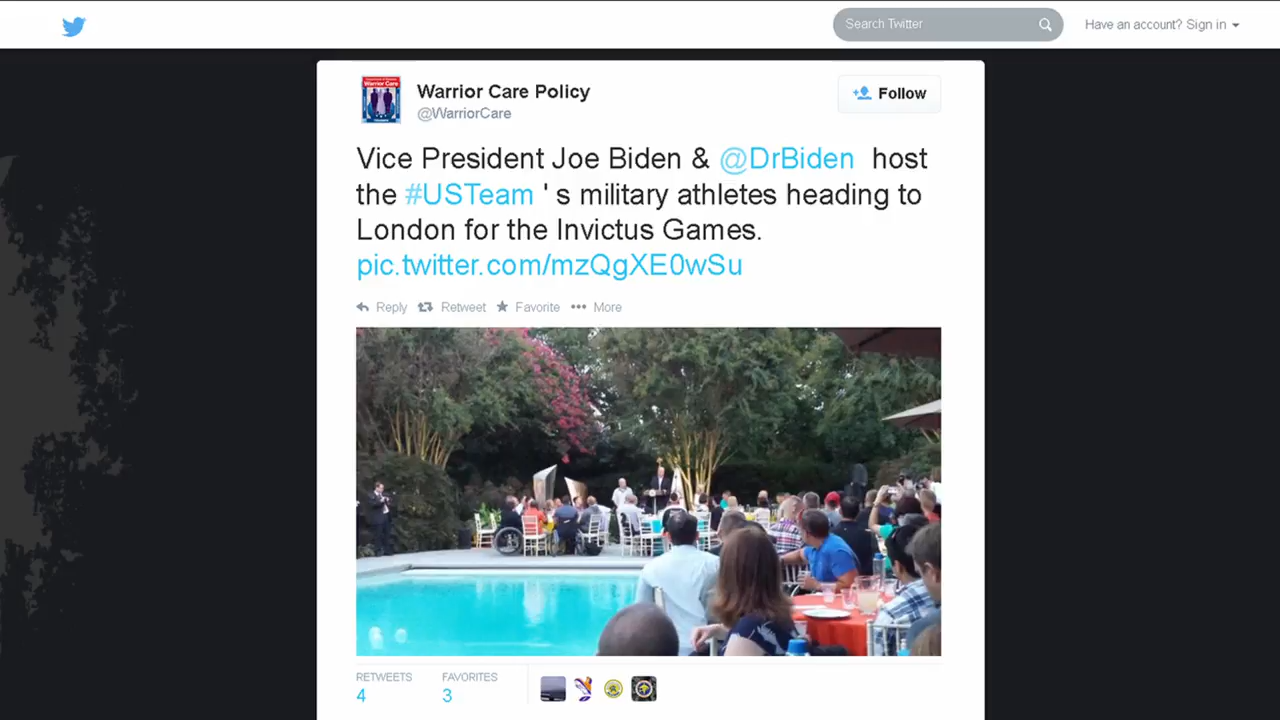 Search Twitter
Have an account? Sign in
Warrior Care
Warrior Care Policy
@WarriorCare
Follow
Vice President Joe Biden & @DrBiden host
the #USTeam ' s military athletes heading to
London for the Invictus Games.
pic.twitter.com/mzQgXE0wSu
Reply Retweet Favorite More
RETWEETS FAVORITES
4 3